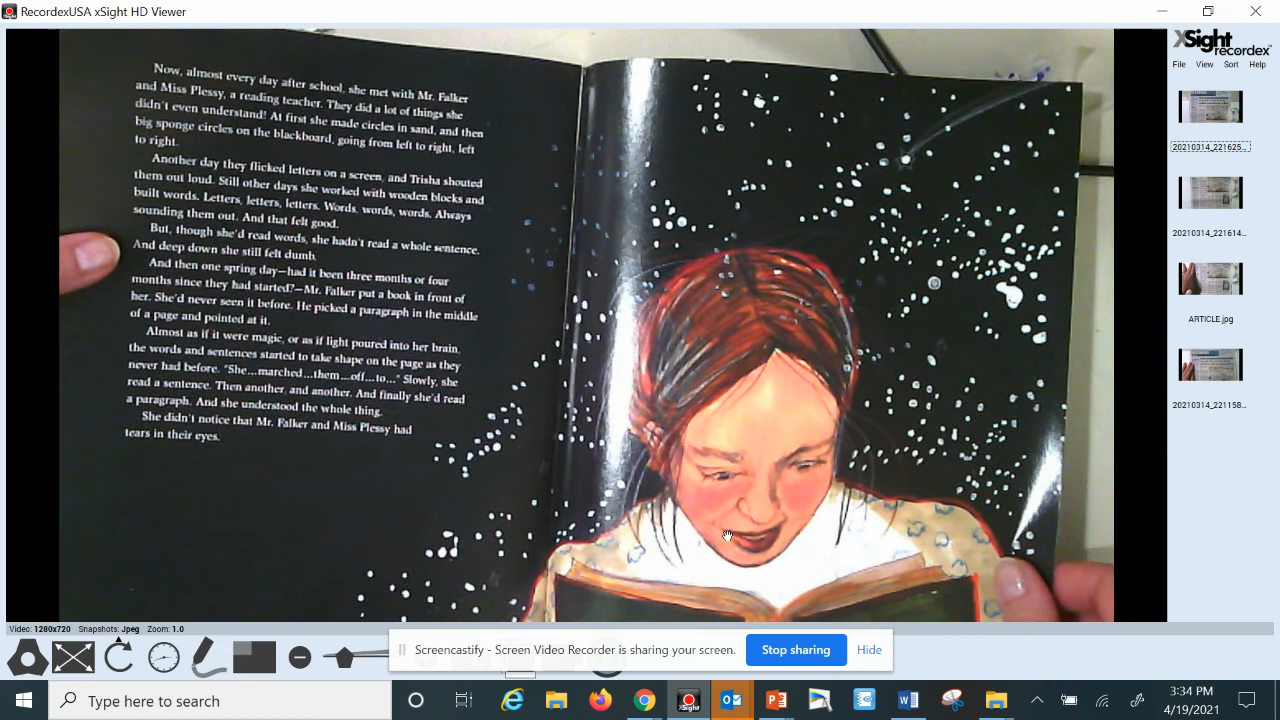 RecordexUSA xSight HD Viewer
XSight
recordex
File View Sort Help
Now, almost every day after school, she met with Mr. Falker
and Miss Plessy, a reading teacher. They did a lot of things she
didn't even understand! At first she made circles in sand, and then
big sponge circles on the blackboard, going from left to right, left
to right.
Another day they flicked letters on a screen, and Trisha shouted
them out loud. Still other days she worked with wooden blocks and
built words. Letters, letters, letters. Words, words, words. Always
sounding them out. And that felt good.
But, though she'd read words, she hadn't read a whole sentence.
And deep down she still felt dumb.
And then one spring day—had it been three months or four
months since they had started?—Mr. Falker put a book in front of
her. She'd never seen it before. He picked a paragraph in the middle
of a page and pointed at it.
Almost as if it were magic, or as if light poured into her brain,
the words and sentences started to take shape on the page as they
never had before. "She...marched...them...off...to..." Slowly, she
read a sentence. Then another, and another. And finally she'd read
a paragraph. And she understood the whole thing.
She didn't notice that Mr. Falker and Miss Plessy had
tears in their eyes.
20210314_221625...
20210314_221614...
ARTICLE.jpg
20210314_221158...
Video: 1280x720 Snapshots: Jpeg Zoom: 1.0
Screencastify - Screen Video Recorder is sharing your screen.
Stop sharing
Hide
Type here to search
xSight
3:34 PM
4/19/2021